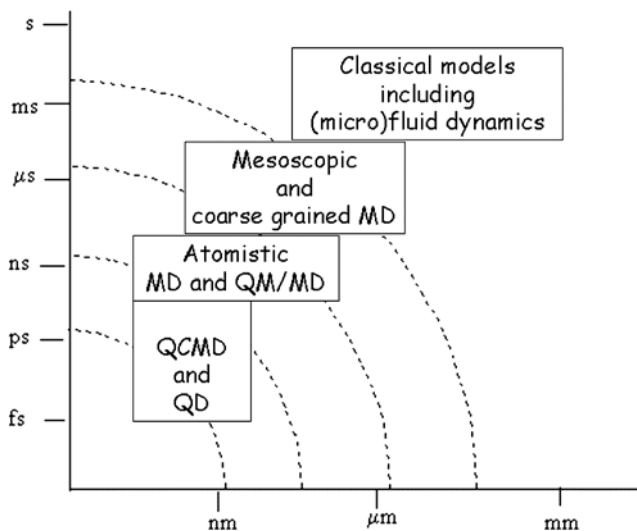 s
ms
μs
ns
ps
fs
Classical models
including
(micro)fluid dynamics
Mesoscopic
and
coarse grained MD
Atomistic
MD and QM/MD
QCMD
and
QD
nm
μm
mm